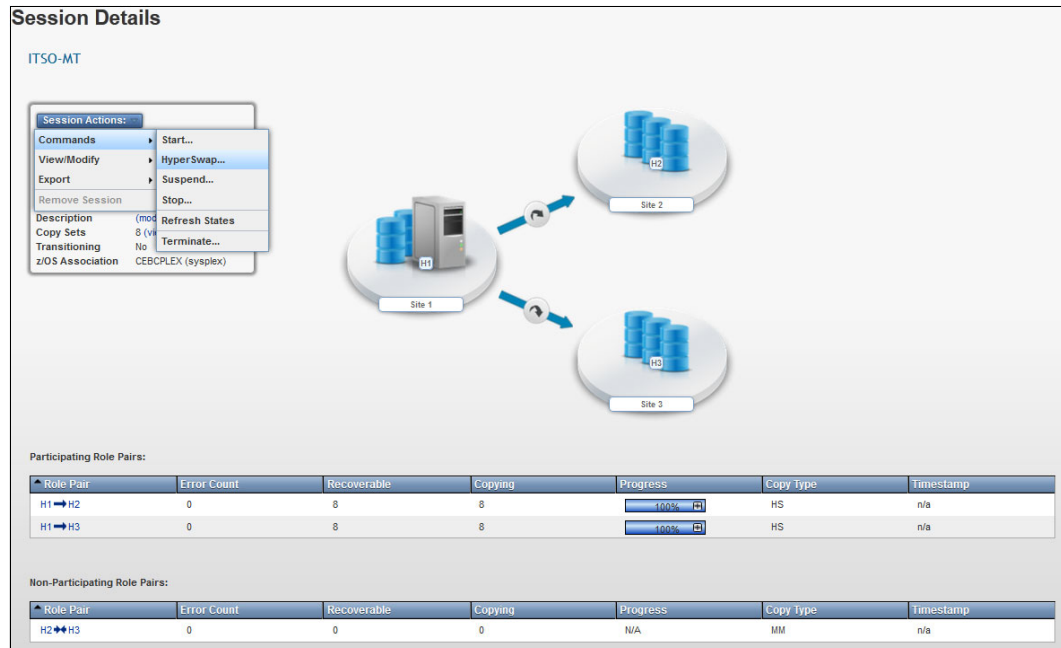 Session Details
ITSO-MT
Session Actions:
Commands
View/Modify
Export
Remove Session
Start...
HyperSwap...
Suspend...
Stop...
Refresh States
Terminate...
Description (mod
Copy Sets 8 (vi
Transitioning No
z/OS Association CEBCPLEX (sysplex)
H1
Site 1
H2
Site 2
H3
Site 3
Participating Role Pairs:
Role Pair Error Count Recoverable Copying Progress Copy Type Timestamp
H1 H2 0 8 8 100% HS n/a
H1 H3 0 8 8 100% HS n/a
Non-Participating Role Pairs:
Role Pair Error Count Recoverable Copying Progress Copy Type Timestamp
H2 H3 0 0 0 N/A MM n/a